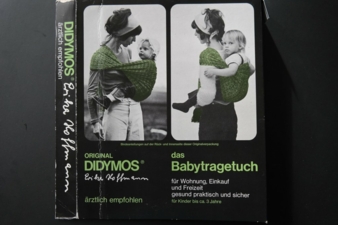 DIDYMOS®
Erika Hoffmann
ärztlich empfohlen
ORIGINAL
DIDYMOS®
Erika Hoffmann
ärztlich empfohlen
das
Babytragetuch
für Wohnung, Einkauf
und Freizeit
gesund praktisch und sicher
für Kinder bis ca. 3 Jahre